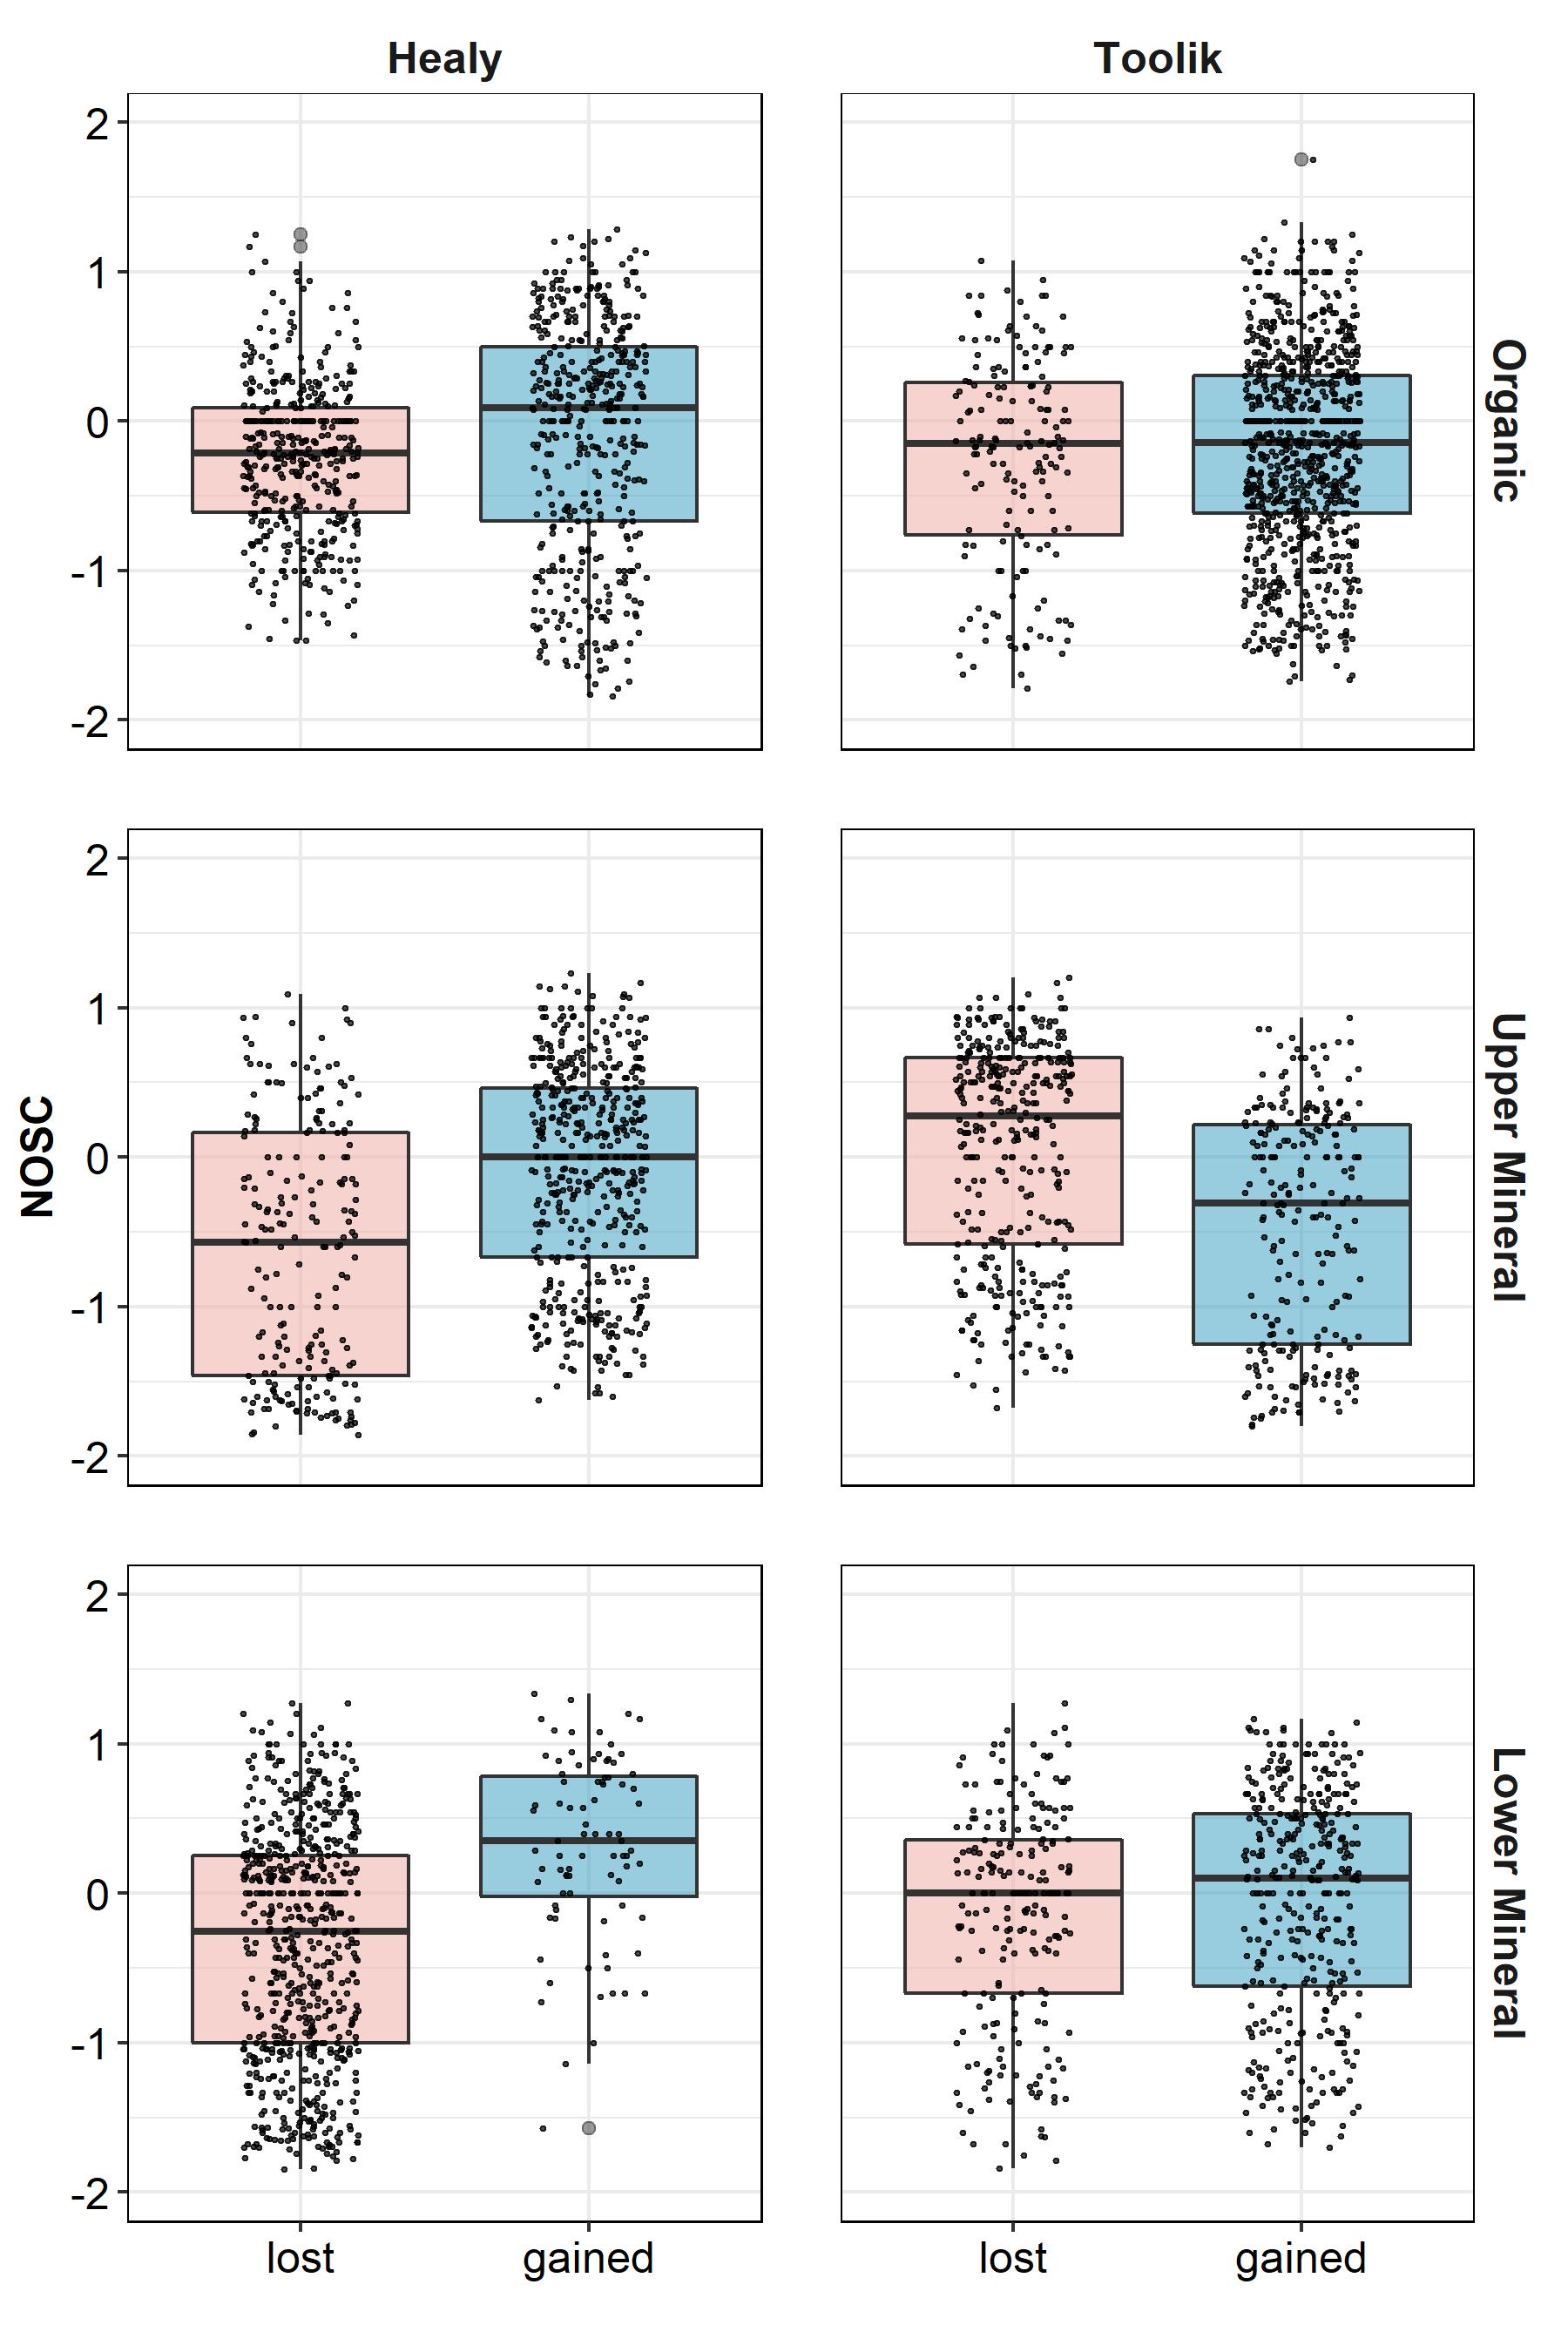 Healy
Toolik
2
1
0
-1
-2
Organic
2
1
0
-1
-2
Upper Mineral
NOSC
2
1
0
-1
-2
Lower Mineral
lost
gained
lost
gained